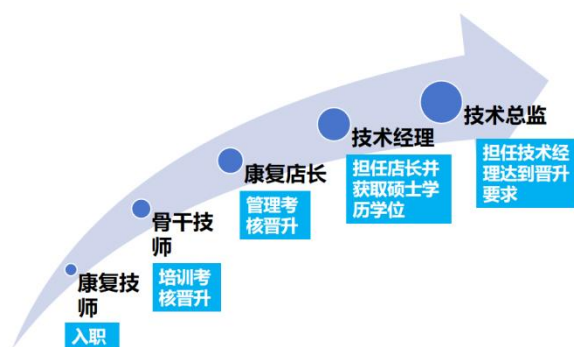 康复技
师
入职
骨干技
师
培训考
核晋升
康复店长
管理考
核晋升
技术经理
担任店长并
获取硕士学
历学位
技术总监
担任技术经
理达到晋升
要求